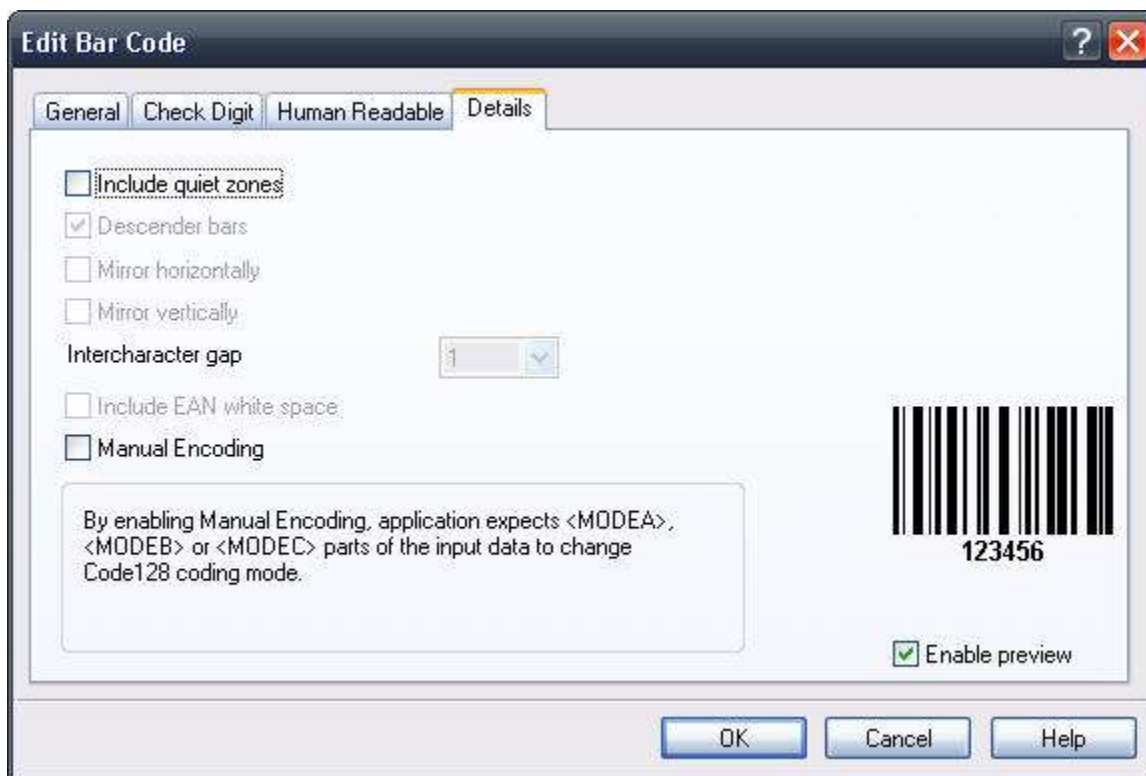 Edit Bar Code
?
General Check Digit Human Readable Details
Include quiet zones
Descender bars
Mirror horizontally
Mirror vertically
Intercharacter gap 1
Include EAN white space
Manual Encoding
By enabling Manual Encoding, application expects <MODEA>,
<MODEB> or <MODEC> parts of the input data to change
Code128 coding mode.
123456
Enable preview
OK Cancel Help